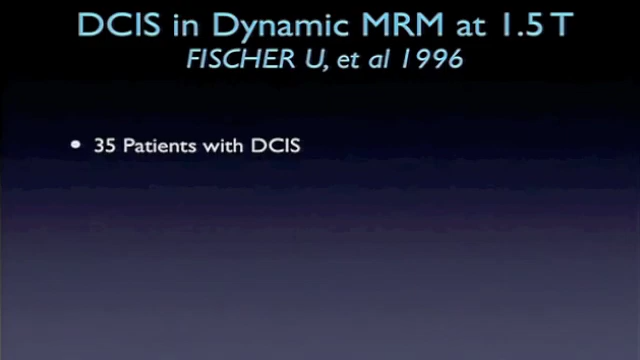 DCIS in Dynamic MRM at 1.5 T
FISCHER U, et al 1996
• 35 Patients with DCIS